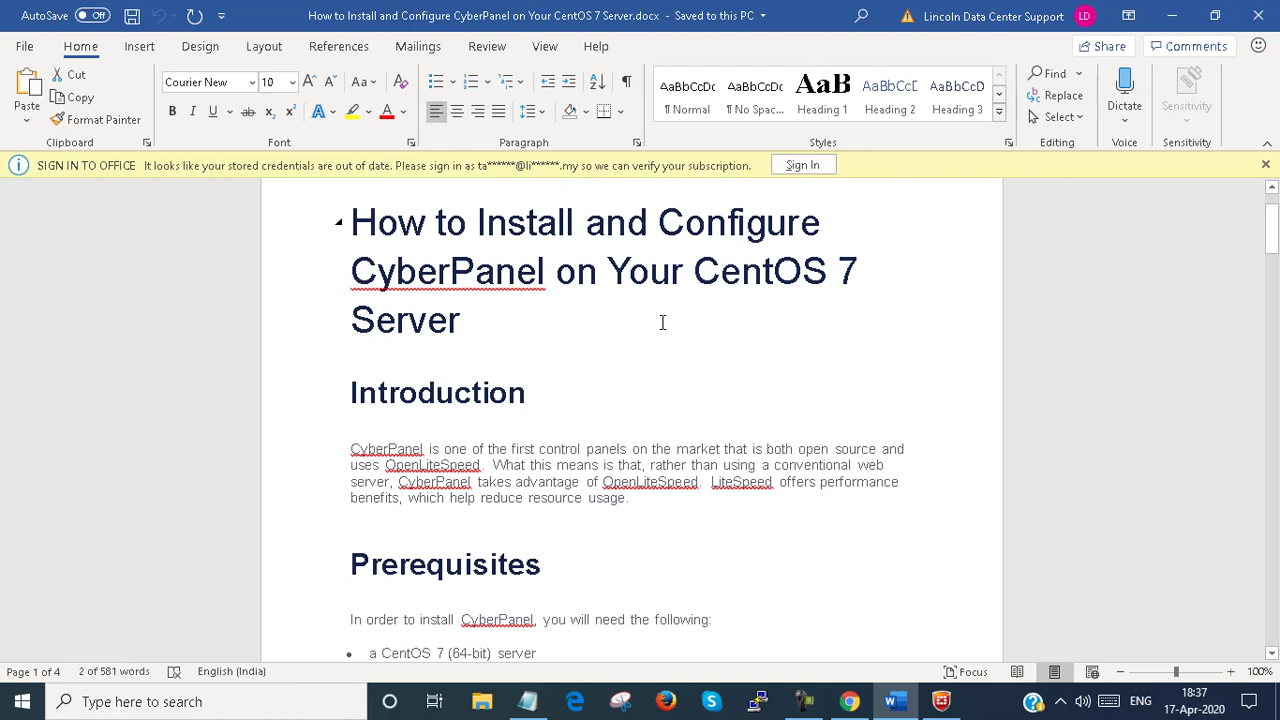 AutoSave Off How to Install and Configure CyberPanel on Your CentOS 7 Server.docx - Saved to this PC Lincoln Data Center Support LD
File Home Insert Design Layout References Mailings Review View Help Share Comments
Paste Cut Copy Format Painter
Courier New 10
Aa
B I U ab x₂ x² A A
AaBbCcDc AaBbCcDc AaB AaBbCcD AaBbCcDc
¶ Normal ¶ No Spac... Heading 1 Heading 2 Heading 3
Find Replace Select
Dictate Sensitivity
Clipboard Font Paragraph Styles Editing Voice Sensitivity
SIGN IN TO OFFICE It looks like your stored credentials are out of date. Please sign in as ta******@li******.my so we can verify your subscription. Sign In
How to Install and Configure
CyberPanel on Your CentOS 7
Server
Introduction
CyberPanel is one of the first control panels on the market that is both open source and
uses OpenLiteSpeed. What this means is that, rather than using a conventional web
server, CyberPanel takes advantage of OpenLiteSpeed. LiteSpeed offers performance
benefits, which help reduce resource usage.
Prerequisites
In order to install CyberPanel, you will need the following:
• a CentOS 7 (64-bit) server
Page 1 of 4 2 of 581 words English (India) Focus 100%
Type here to search ENG 18:37
17-Apr-2020